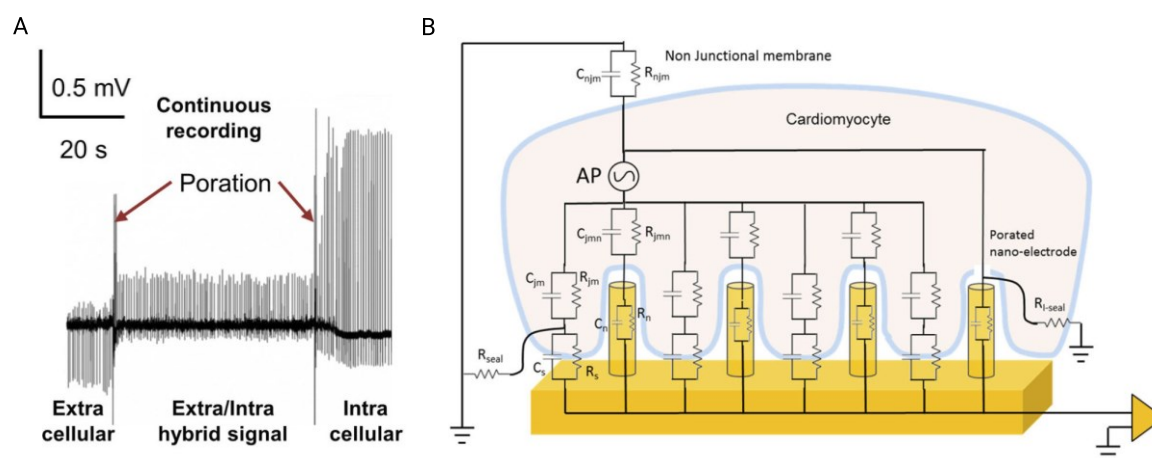 A
0.5 mV
20 s
Continuous
recording
Poration
Extra
cellular
Extra/Intra
hybrid signal
Intra
cellular
B
Non Junctional membrane
Cnjm
Rnjm
Cardiomyocyte
AP
Cjmn
Rjmn
Porated
nano-electrode
Cjm
Rjm
Cn
Rn
Ri-seal
Rseal
Cs
Rs